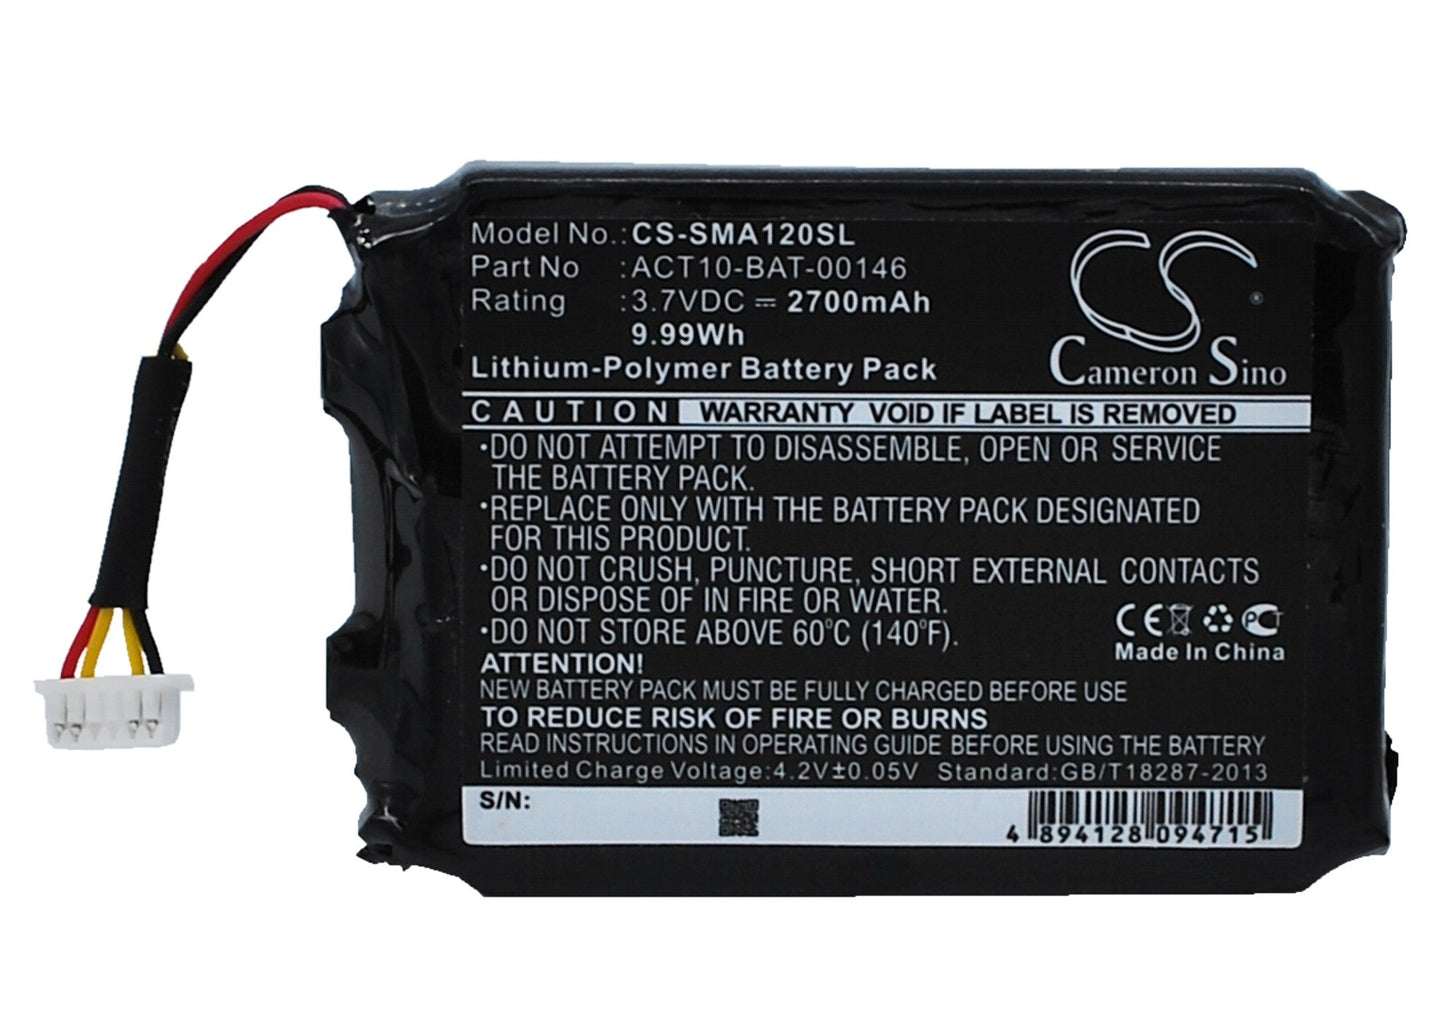 Model No.: CS-SMA120SL
Part No : ACT10-BAT-00146
Rating : 3.7VDC ⎓ 2700mAh
9.99Wh
Lithium-Polymer Battery Pack
CS
Cameron Sino
®
CAUTION WARRANTY VOID IF LABEL IS REMOVED
•DO NOT ATTEMPT TO DISASSEMBLE, OPEN OR SERVICE
THE BATTERY PACK.
•REPLACE ONLY WITH THE BATTERY PACK DESIGNATED
FOR THIS PRODUCT.
•DO NOT CRUSH, PUNCTURE, SHORT EXTERNAL CONTACTS
OR DISPOSE OF IN FIRE OR WATER.
•DO NOT STORE ABOVE 60°C (140°F).
CE
PCT
Made In China
ATTENTION!
NEW BATTERY PACK MUST BE FULLY CHARGED BEFORE USE
TO REDUCE RISK OF FIRE OR BURNS
READ INSTRUCTIONS IN OPERATING GUIDE BEFORE USING THE BATTERY
Limited Charge Voltage:4.2V±0.05V Standard:GB/T18287-2013
S/N:
4 894128 094715